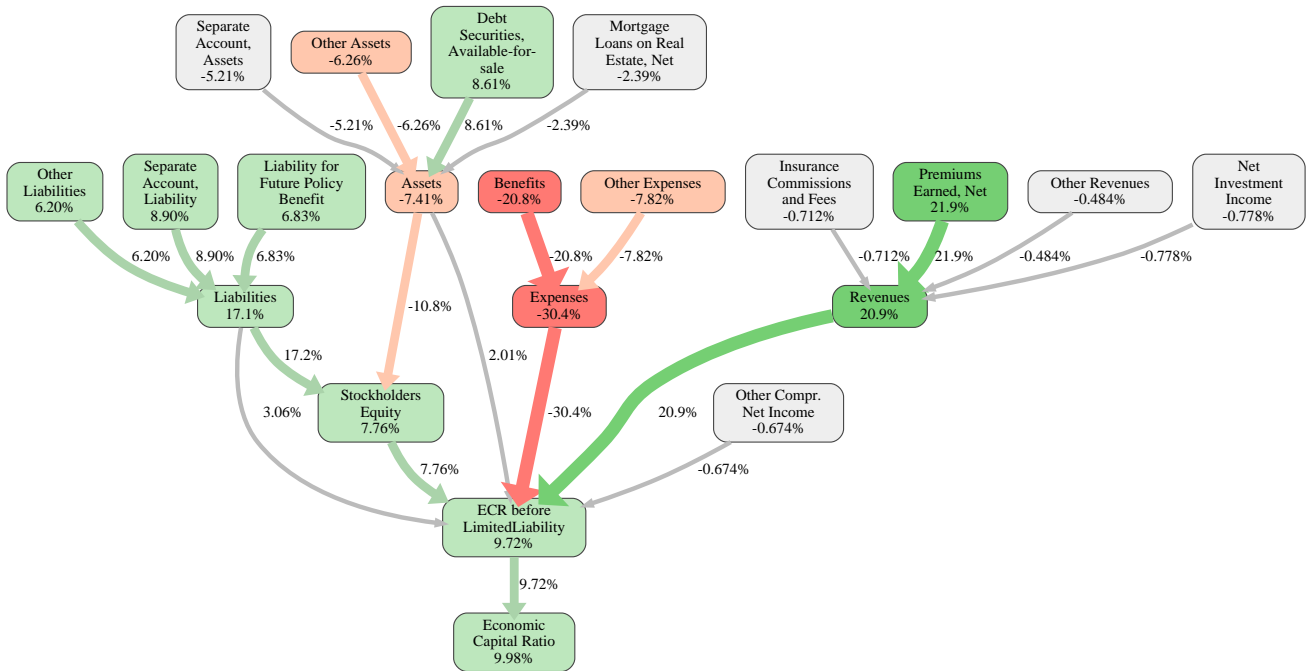 Separate
Account,
Assets
-5.21%
Other Assets
-6.26%
Debt
Securities,
Available-for-
sale
8.61%
Mortgage
Loans on Real
Estate, Net
-2.39%
-5.21%
-6.26%
8.61%
-2.39%
Other
Liabilities
6.20%
Separate
Account,
Liability
8.90%
Liability for
Future Policy
Benefit
6.83%
Assets
-7.41%
Benefits
-20.8%
Other Expenses
-7.82%
Insurance
Commissions
and Fees
-0.712%
Premiums
Earned, Net
21.9%
Other Revenues
-0.484%
Net
Investment
Income
-0.778%
6.20%
8.90%
6.83%
-20.8%
-7.82%
-0.712%
21.9%
-0.484%
-0.778%
Liabilities
17.1%
-10.8%
Expenses
-30.4%
Revenues
20.9%
17.2%
2.01%
3.06%
Stockholders
Equity
7.76%
-30.4%
20.9%
Other Compr.
Net Income
-0.674%
7.76%
-0.674%
ECR before
LimitedLiability
9.72%
9.72%
Economic
Capital Ratio
9.98%